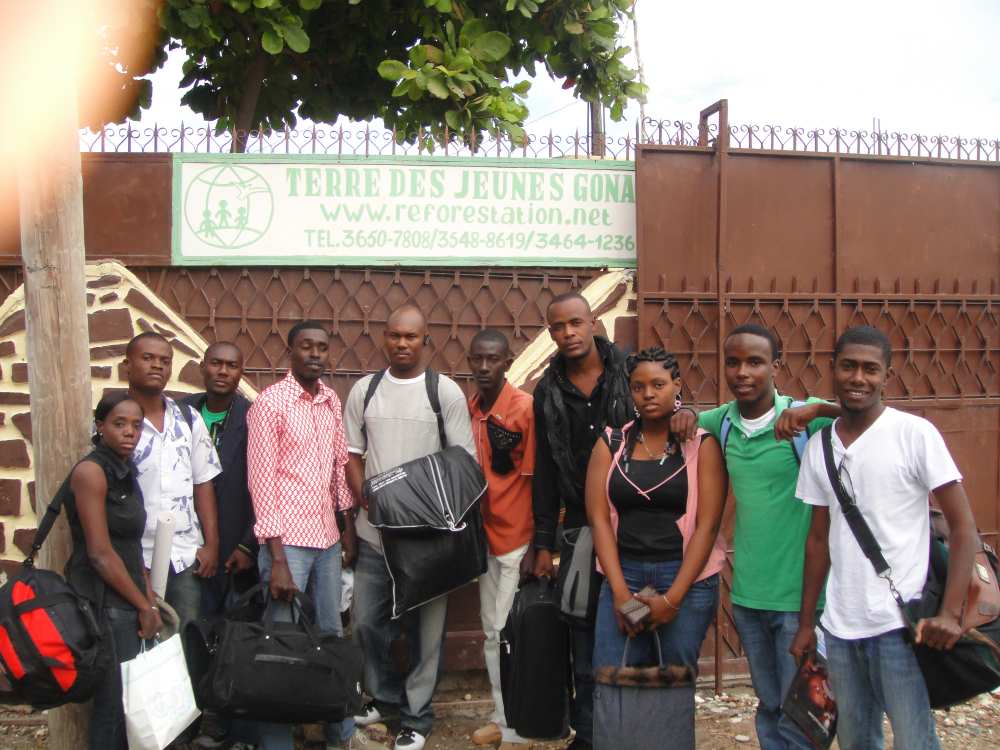 TERRE DES JEUNES GONA
www.reforestation.net
TEL. 3650-7808/3548-8619/3464-1236